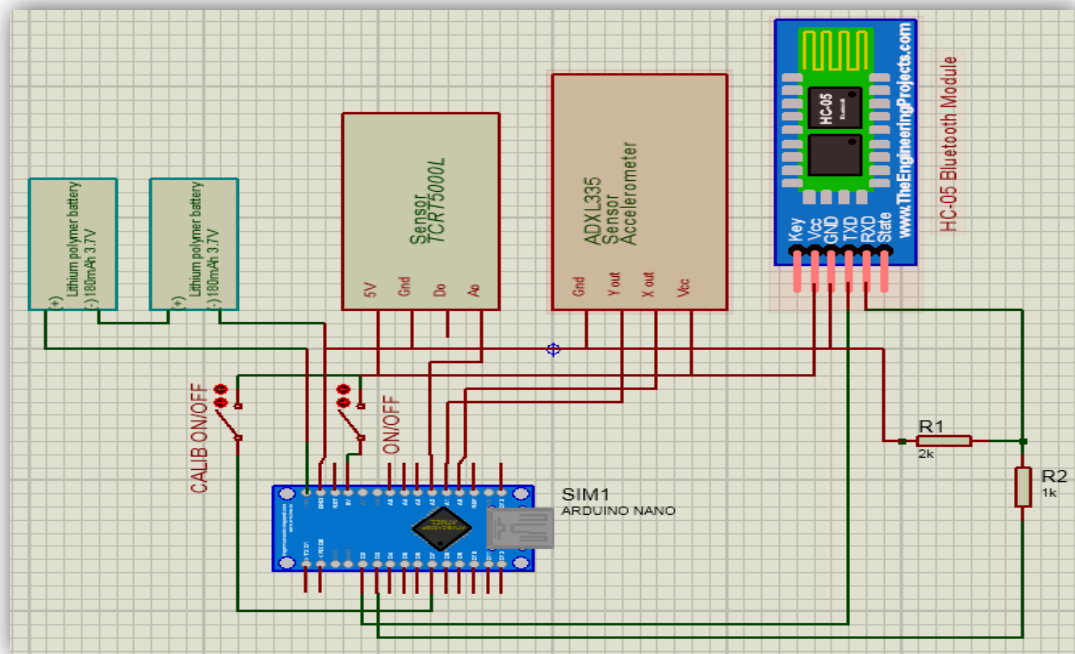 HC-05 Bluetooth Module
www.TheEngineeringProjects.com
HC-05
Bluetooth
Key
Vcc
GND
TXD
RXD
State
ADXL335
Sensor
Accelerometer
Gnd
Y out
X out
Vcc
Sensor
TCRT5000L
5V
Gnd
Do
Ao
Lithium polymer battery
180mAh 3.7V
(+)
(-)
Lithium polymer battery
180mAh 3.7V
(+)
(-)
CALIB ON/OFF
ON/OFF
R1
2k
R2
1k
SIM1
ARDUINO NANO
ATMEL